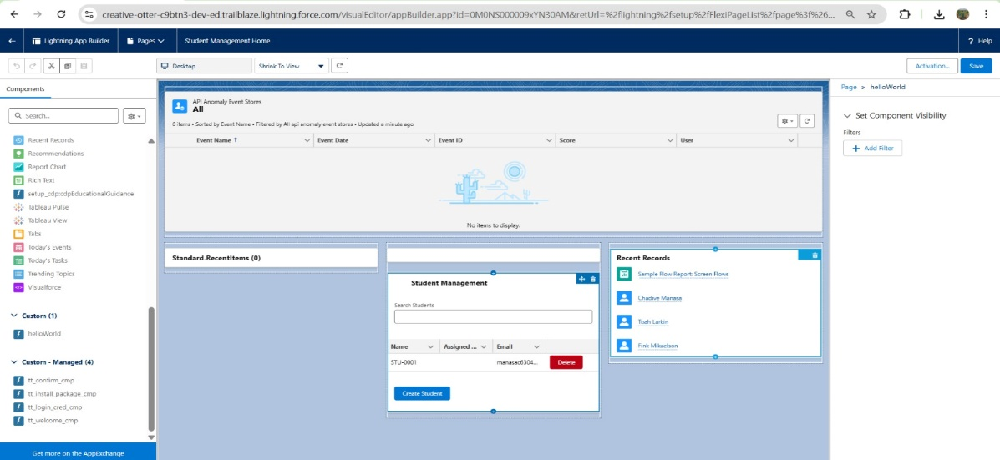 creative-otter-c9btn3-dev-ed.trailblaze.lightning.force.com/visualEditor/appBuilder.app?id=0M0NS000009xYN30AM&retUrl=%2flightning%2fsetup%2fFlexiPageList%2fpage%3f%26...
Lightning App Builder Pages Student Management Home ? Help
Desktop Shrink To View Activation... Save
Components
Search...
Recent Records
Recommendations
Report Chart
Rich Text
setup_cdp:cdpEducationalGuidance
Tableau Pulse
Tableau View
Tabs
Today's Events
Today's Tasks
Trending Topics
Visualforce
Custom (1)
helloWorld
Custom - Managed (4)
tt_confirm_cmp
tt_install_package_cmp
tt_login_cred_cmp
tt_welcome_cmp
Get more on the AppExchange
API Anomaly Event Stores
All
0 items • Sorted by Event Name • Filtered by All api anomaly event stores • Updated a minute ago
Event Name ↑ Event Date Event ID Score User
No items to display.
Standard.RecentItems (0)
Student Management
Search Students
Name Assigned ... Email
STU-0001 manasac6304... Delete
Create Student
Recent Records
Sample Flow Report: Screen Flows
Chadive Manasa
Toah Larkin
Fink Mikaelson
Page > helloWorld
Set Component Visibility
Filters
+ Add Filter